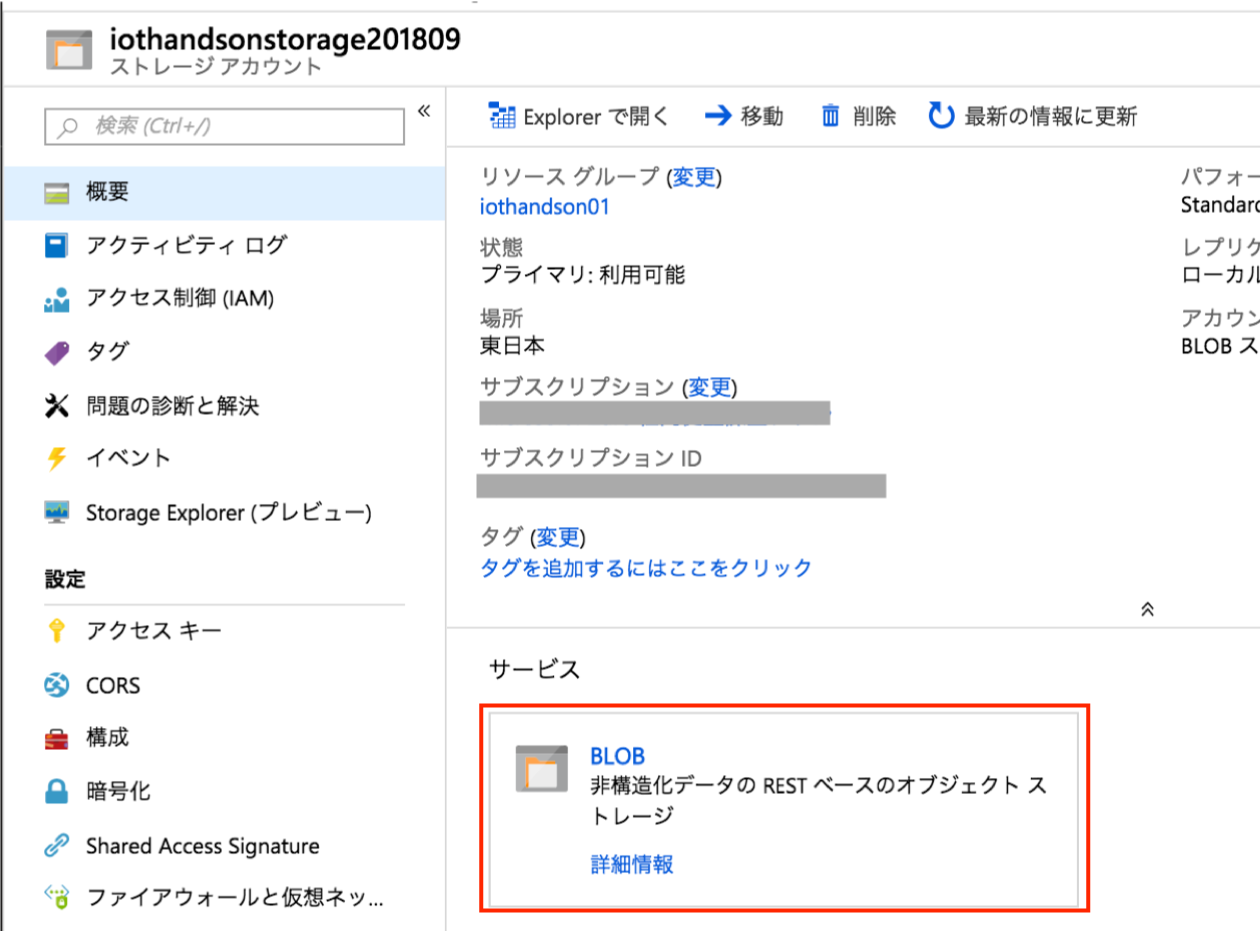 iothandsonstorage201809
ストレージ アカウント
検索 (Ctrl+/)
«
概要
アクティビティ ログ
アクセス制御 (IAM)
タグ
問題の診断と解決
イベント
Storage Explorer (プレビュー)
設定
アクセス キー
CORS
構成
暗号化
Shared Access Signature
ファイアウォールと仮想ネッ...
Explorer で開く 移動 削除 最新の情報に更新
リソース グループ (変更)
iothandson01
状態
プライマリ: 利用可能
場所
東日本
サブスクリプション (変更)
サブスクリプション ID
タグ (変更)
タグを追加するにはここをクリック
パフォー
Standard
レプリケ
ローカル
アカウン
BLOB ス
サービス
BLOB
非構造化データの REST ベースのオブジェクト ス
トレージ
詳細情報